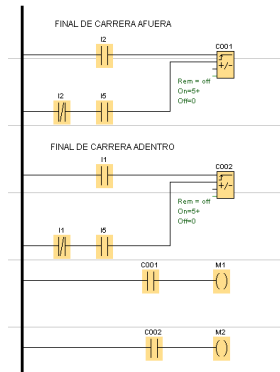 FINAL DE CARRERA AFUERA
I2
C001
+/-
Rem = off
On=5+
Off=0
I2 I5
FINAL DE CARRERA ADENTRO
I1
C002
+/-
Rem = off
On=5+
Off=0
I1 I5
C001 M1
C002 M2